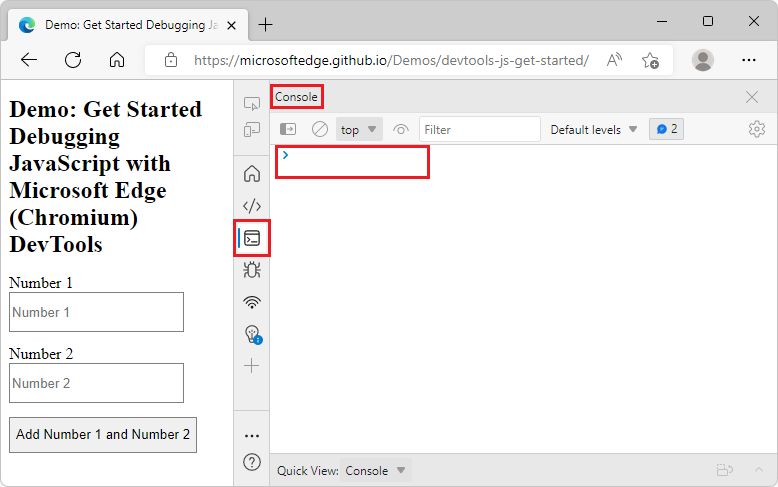 Demo: Get Started Debugging Ja
https://microsoftedge.github.io/Demos/devtools-js-get-started/
Demo: Get Started
Debugging
JavaScript with
Microsoft Edge
(Chromium)
DevTools
Number 1
Number 1
Number 2
Number 2
Add Number 1 and Number 2
Console
top
Filter
Default levels
2
Quick View: Console